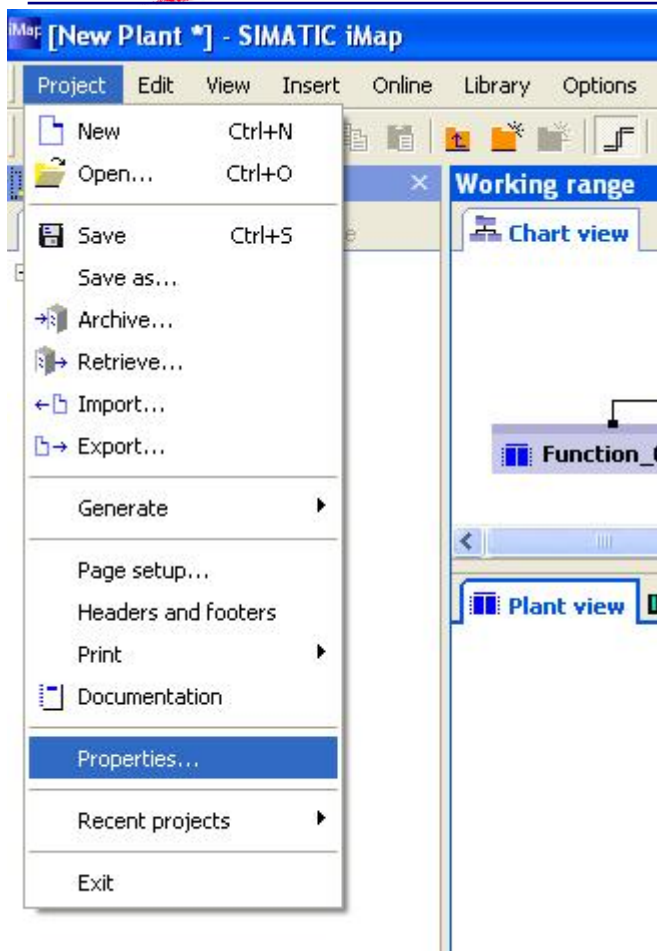 iMap [New Plant *] - SIMATIC iMap
Project Edit View Insert Online Library Options
New Ctrl+N
Open... Ctrl+O
Working range
Save Ctrl+S
Chart view
Save as...
Archive...
Retrieve...
Import...
Export...
Function_
Generate
Page setup...
Plant view
Headers and footers
Print
Documentation
Properties...
Recent projects
Exit